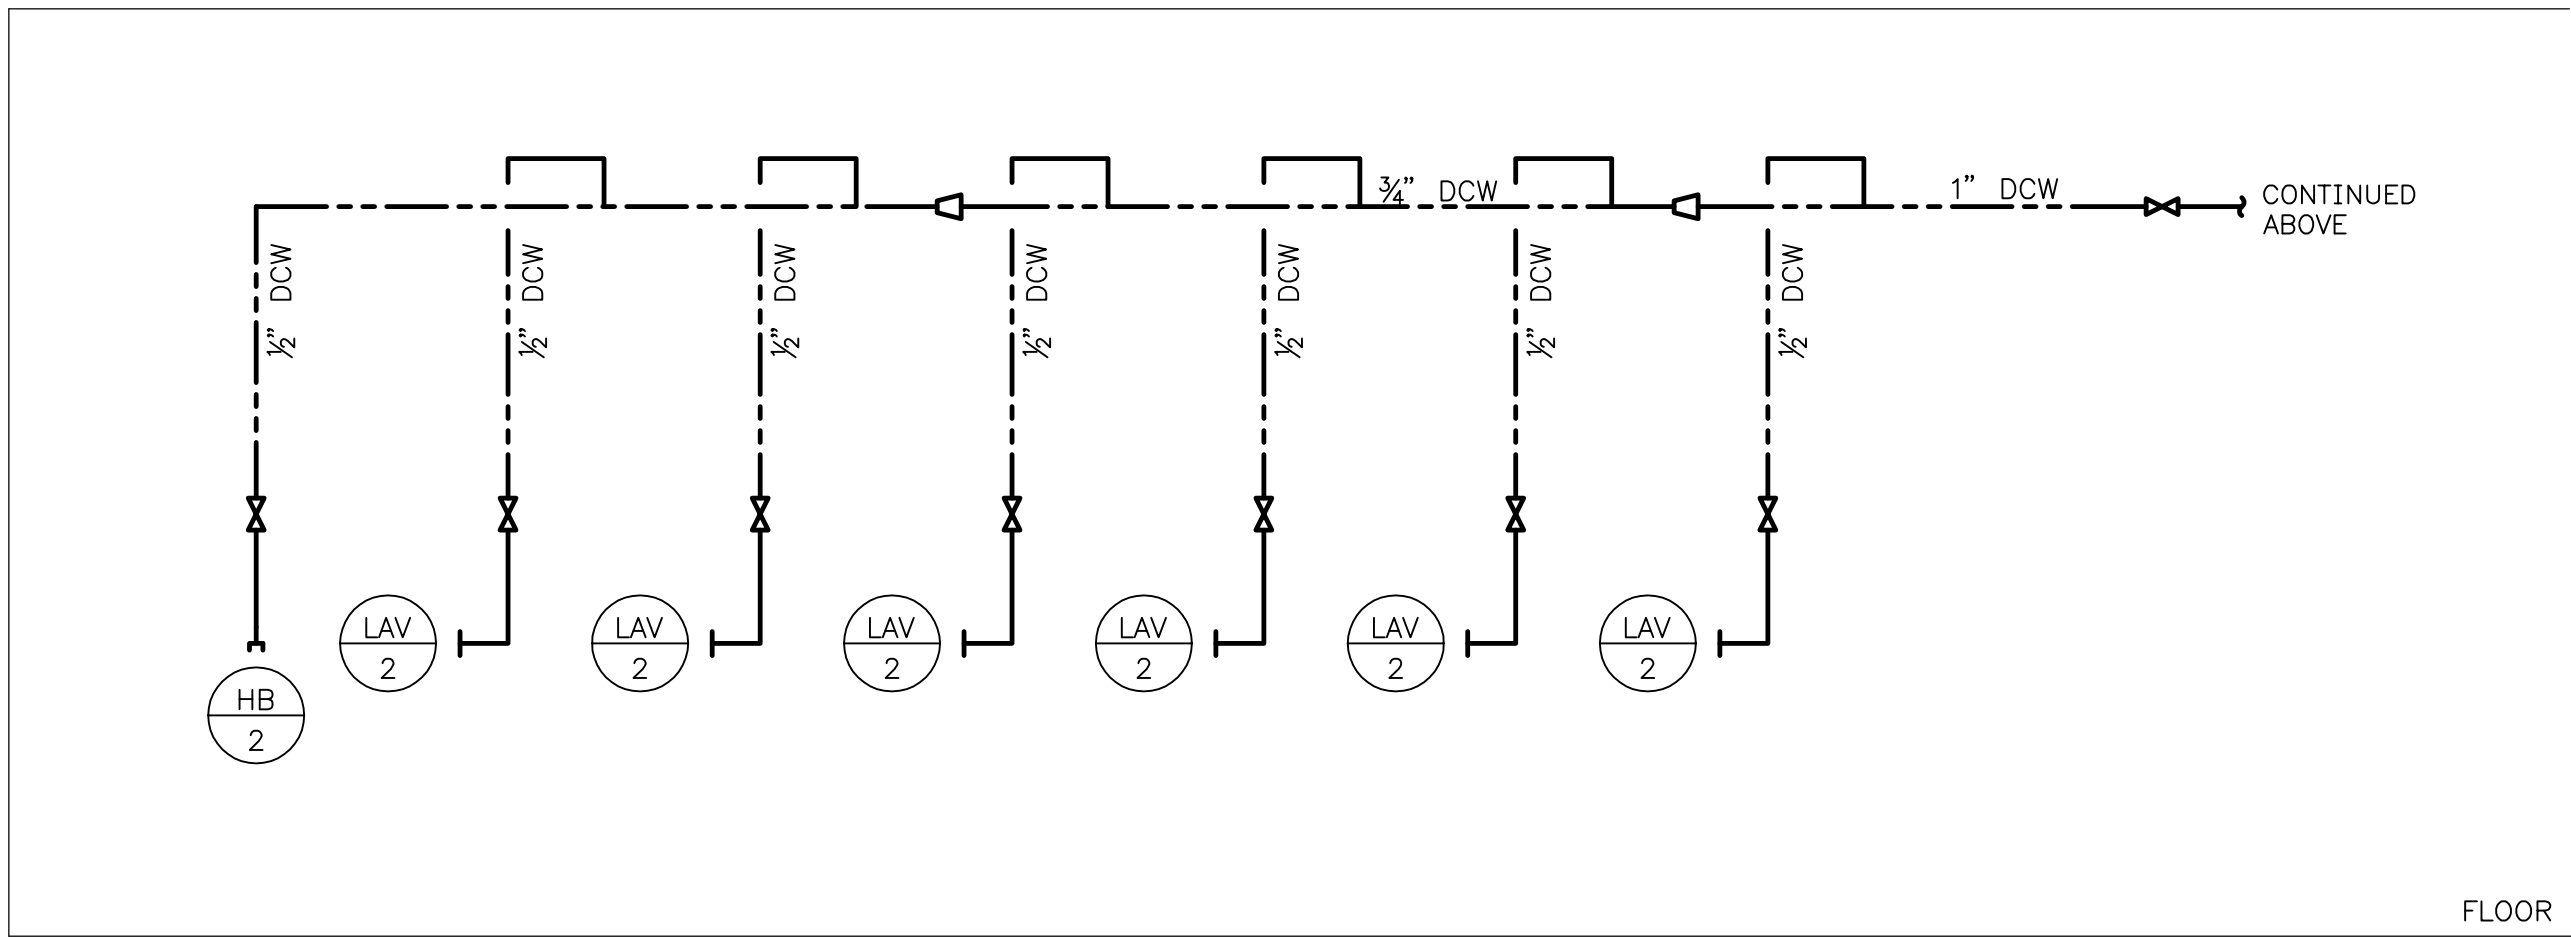 ¾” DCW
1” DCW
CONTINUED
ABOVE
½” DCW
½” DCW
½” DCW
½” DCW
½” DCW
½” DCW
½” DCW
LAV
2
LAV
2
LAV
2
LAV
2
LAV
2
LAV
2
HB
2
FLOOR